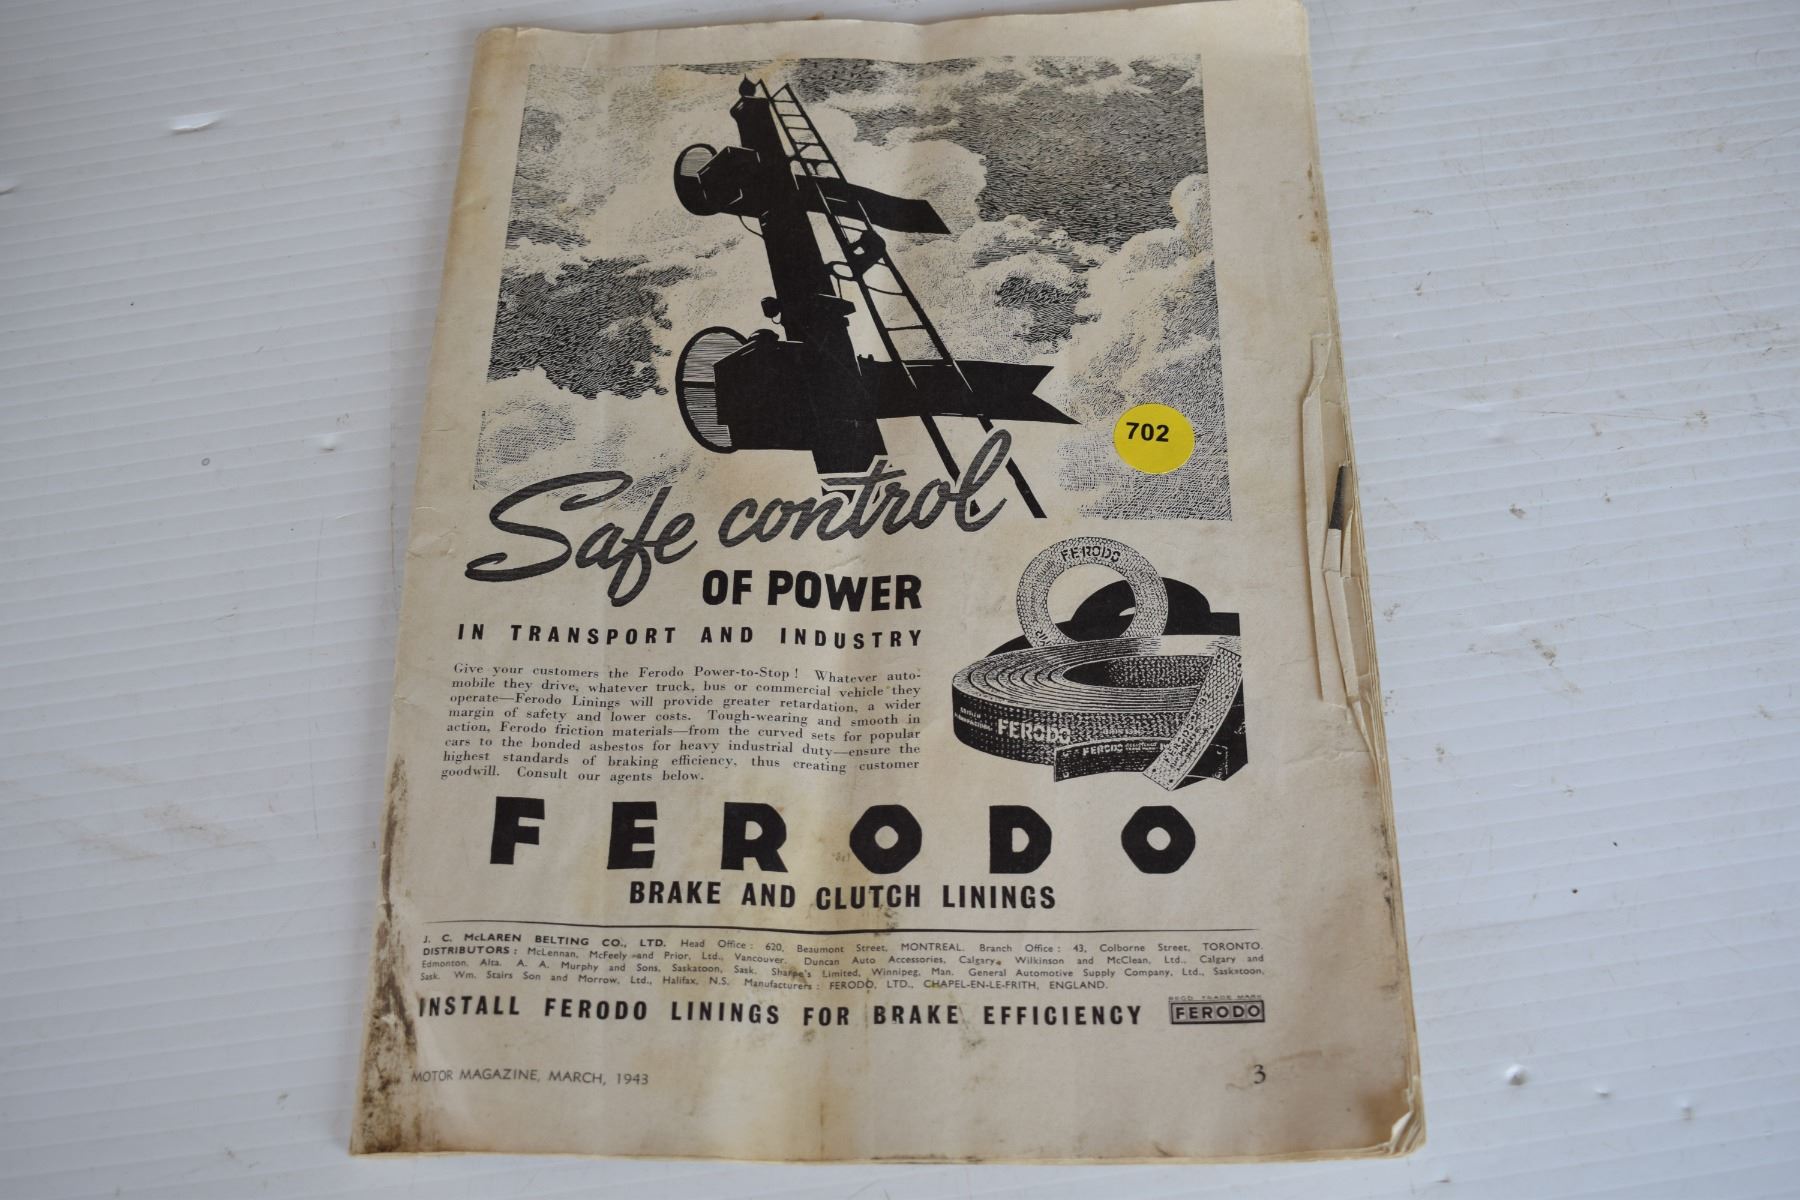 702
Safe control
OF POWER
IN TRANSPORT AND INDUSTRY
Give your customers the Ferodo Power-to-Stop! Whatever auto-
mobile they drive, whatever truck, bus or commercial vehicle they
operate—Ferodo Linings will provide greater retardation, a wider
margin of safety and lower costs. Tough-wearing and smooth in
action, Ferodo friction materials—from the curved sets for popular
cars to the bonded asbestos for heavy industrial duty—ensure the
highest standards of braking efficiency, thus creating customer
goodwill. Consult our agents below.
FERODO
FERODO
FERODO
FERODO
FERODO
BRAKE AND CLUTCH LININGS
J. C. McLAREN BELTING CO., LTD. Head Office: 620, Beaumont Street, MONTREAL. Branch Office: 43, Colborne Street, TORONTO.
DISTRIBUTORS: McLennan, McFeely and Prior, Ltd., Vancouver. Duncan Auto Accessories, Calgary. Wilkinson and McClean, Ltd., Calgary and
Edmonton, Alta. A. A. Murphy and Sons, Saskatoon, Sask. Sharpe's Limited, Winnipeg, Man. General Automotive Supply Company, Ltd., Saskatoon,
Sask. Wm. Stairs Son and Morrow, Ltd., Halifax, N.S. Manufacturers: FERODO, LTD., CHAPEL-EN-LE-FRITH, ENGLAND.
INSTALL FERODO LININGS FOR BRAKE EFFICIENCY
REGD TRADE MARK
FERODO
MOTOR MAGAZINE, MARCH, 1943
3